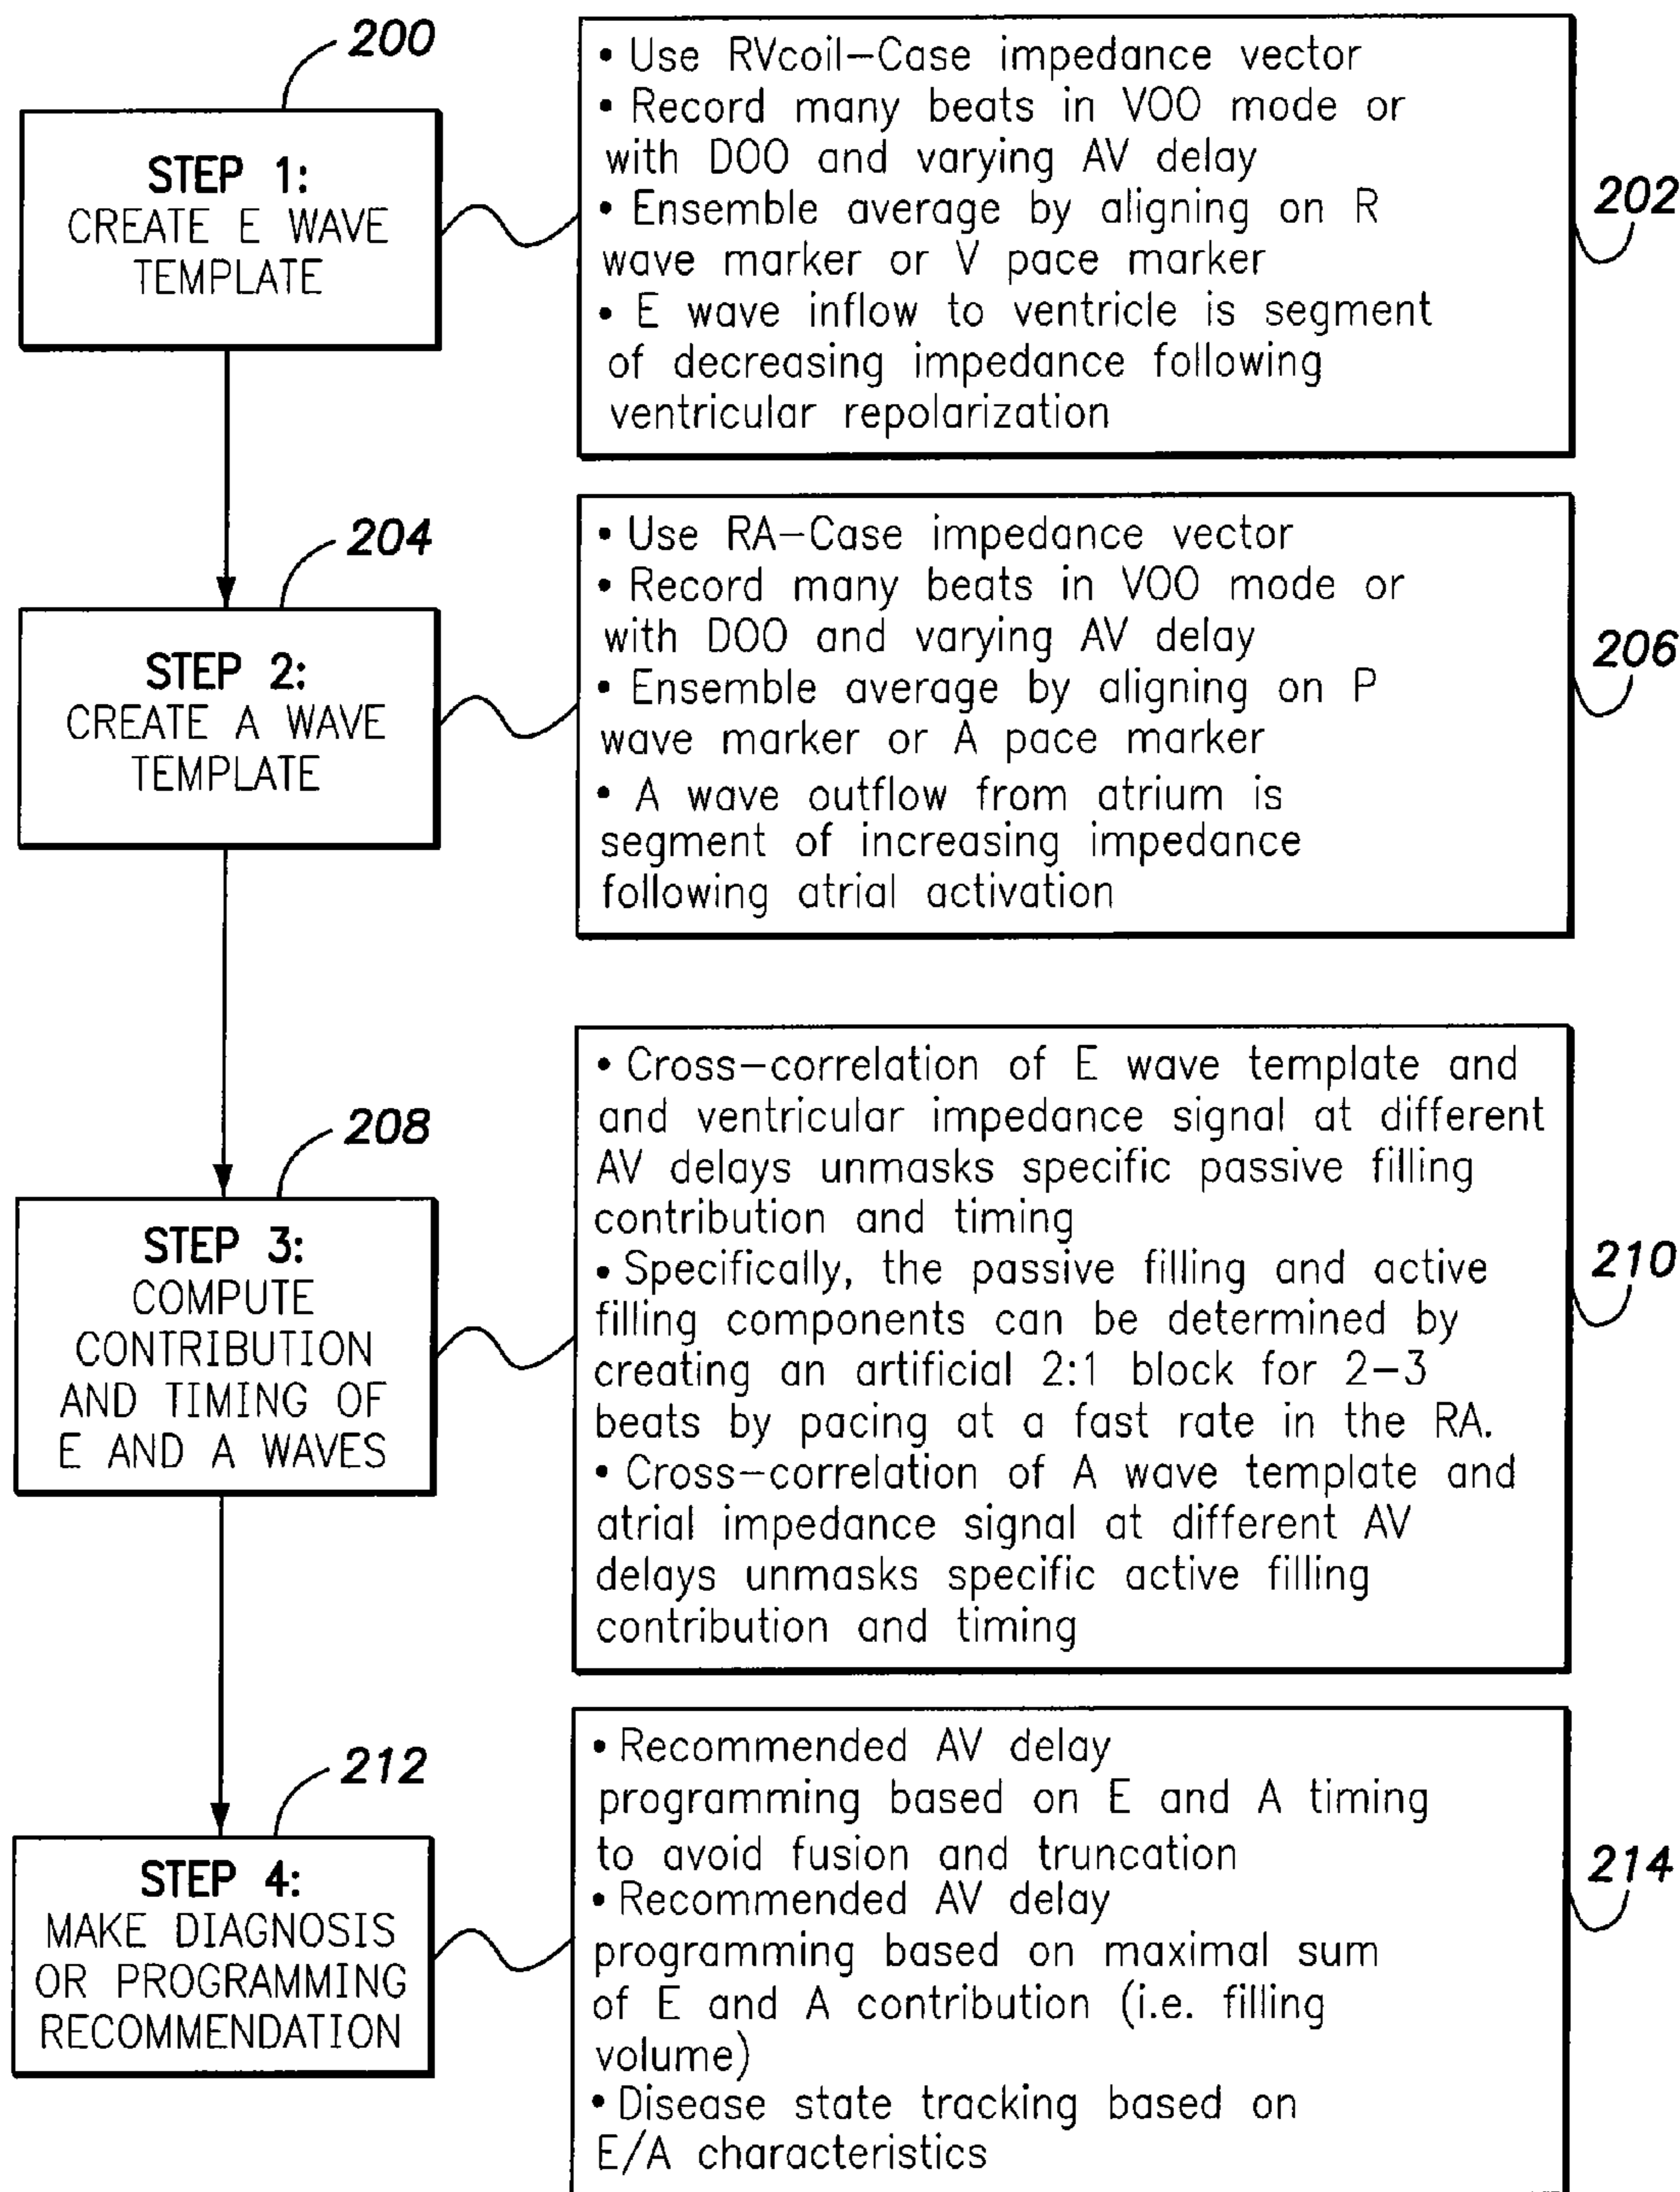 200
STEP 1:
CREATE E WAVE
TEMPLATE
• Use RVcoil-Case impedance vector
• Record many beats in VOO mode or
with DOO and varying AV delay
• Ensemble average by aligning on R
wave marker or V pace marker
• E wave inflow to ventricle is segment
of decreasing impedance following
ventricular repolarization
202
204
STEP 2:
CREATE A WAVE
TEMPLATE
• Use RA-Case impedance vector
• Record many beats in VOO mode or
with DOO and varying AV delay
• Ensemble average by aligning on P
wave marker or A pace marker
• A wave outflow from atrium is
segment of increasing impedance
following atrial activation
206
208
STEP 3:
COMPUTE
CONTRIBUTION
AND TIMING OF
E AND A WAVES
• Cross-correlation of E wave template and
and ventricular impedance signal at different
AV delays unmasks specific passive filling
contribution and timing
• Specifically, the passive filling and active
filling components can be determined by
creating an artificial 2:1 block for 2-3
beats by pacing at a fast rate in the RA.
• Cross-correlation of A wave template and
atrial impedance signal at different AV
delays unmasks specific active filling
contribution and timing
210
212
STEP 4:
MAKE DIAGNOSIS
OR PROGRAMMING
RECOMMENDATION
• Recommended AV delay
programming based on E and A timing
to avoid fusion and truncation
• Recommended AV delay
programming based on maximal sum
of E and A contribution (i.e. filling
volume)
• Disease state tracking based on
E/A characteristics
214